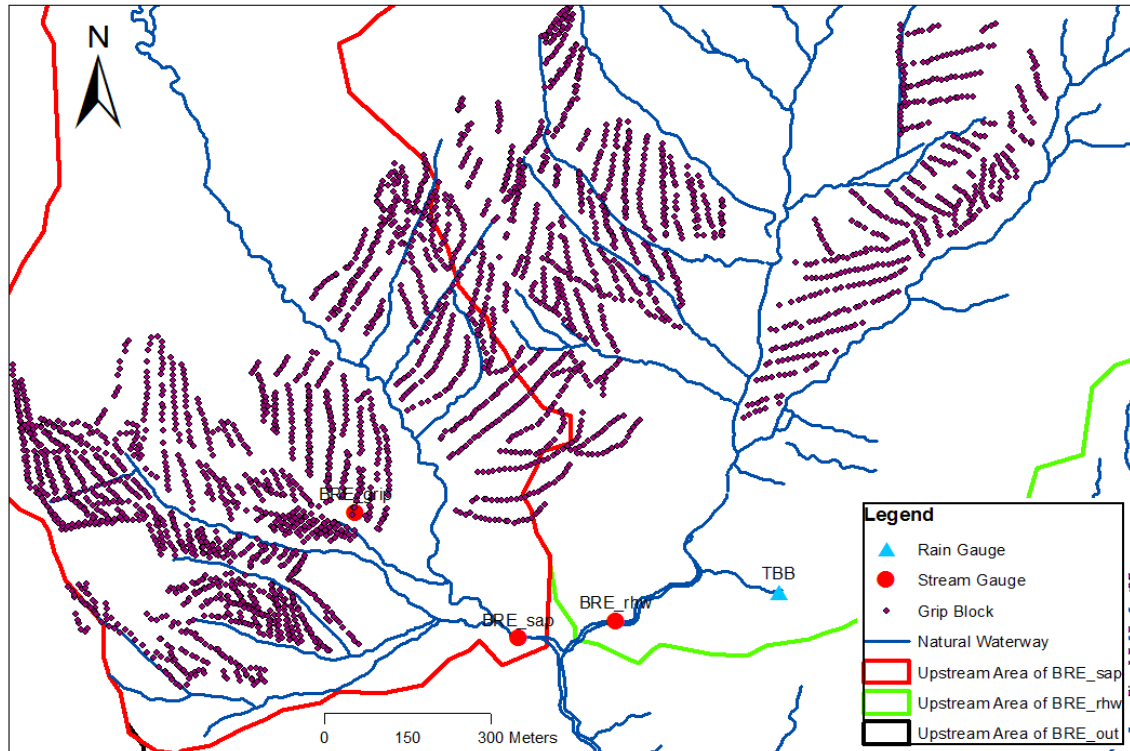 N
BRE_grip
TBB
BRE_rhw
BRE_sap
0 150 300 Meters
Legend
Rain Gauge
Stream Gauge
Grip Block
Natural Waterway
Upstream Area of BRE_sap
Upstream Area of BRE_rhw
Upstream Area of BRE_out